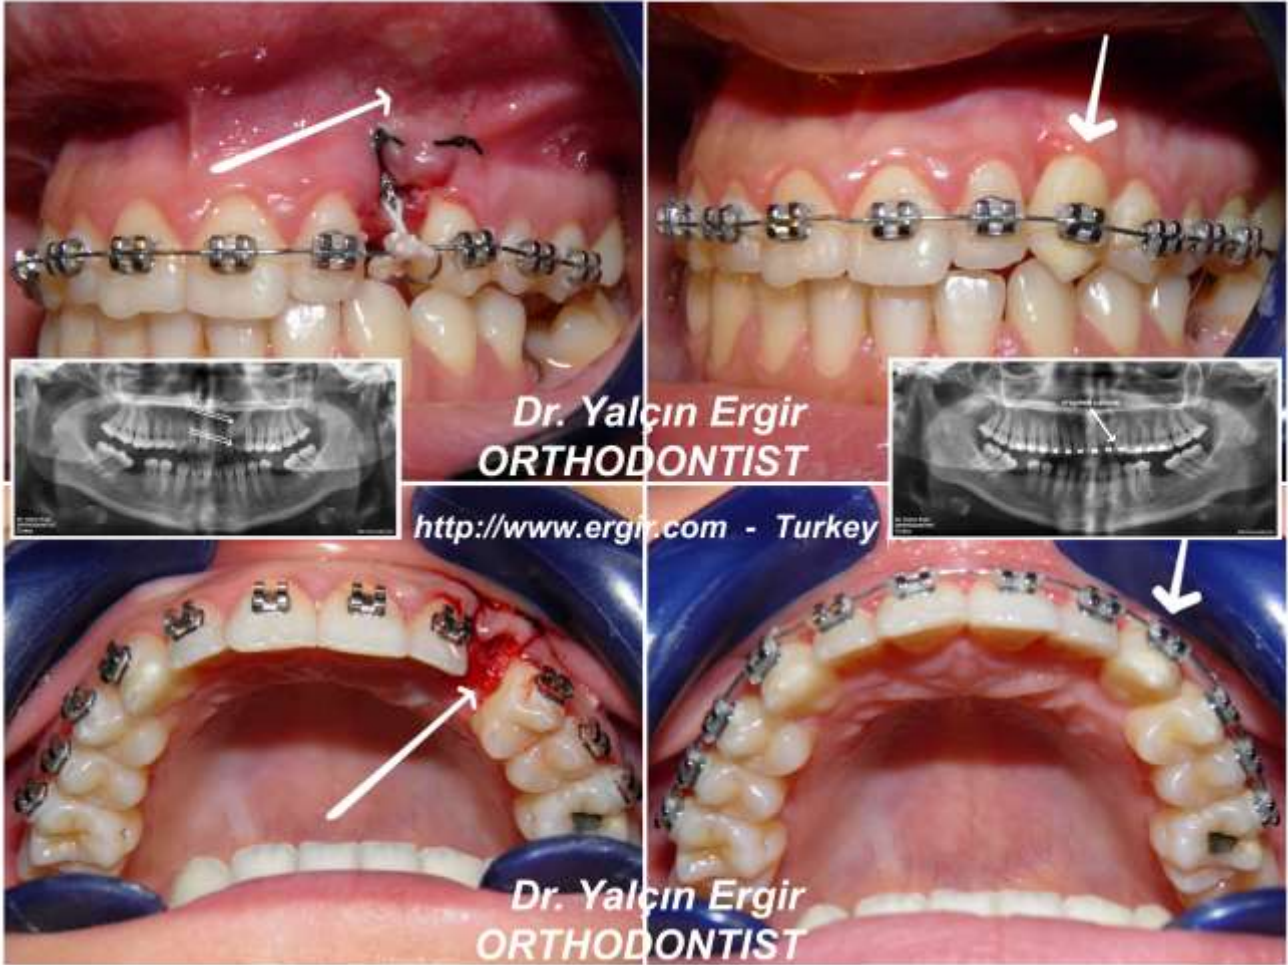 Dr. Yalçın Ergir
ORTHODONTIST
http://www.ergir.com - Turkey
Dr. Yalçın Ergir
ORTHODONTIST